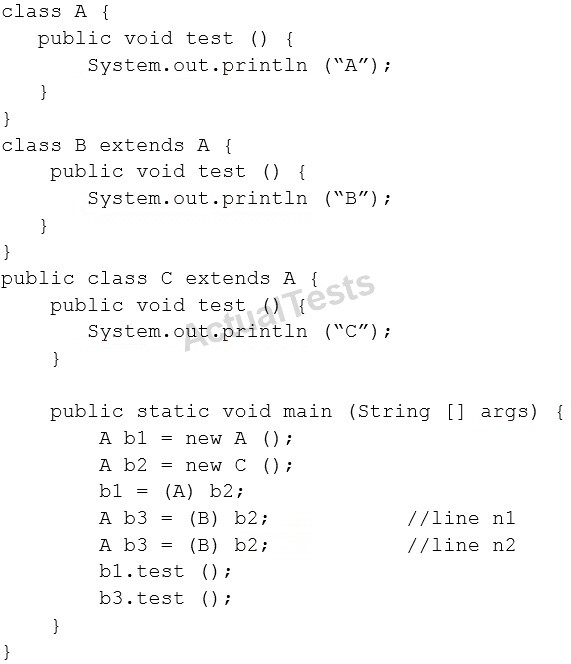 class A {
   public void test () {
       System.out.println (“A”);
   }
}
class B extends A {
    public void test () {
       System.out.println (“B”);
   }
}
public class C extends A {
    public void test () {
       System.out.println (“C”);
    }
ActualTests
    public static void main (String [] args) {
        A b1 = new A ();
        A b2 = new C ();
        b1 = (A) b2;
        A b3 = (B) b2;           //line n1
        A b3 = (B) b2;           //line n2
        b1.test ();
        b3.test ();
    }
}